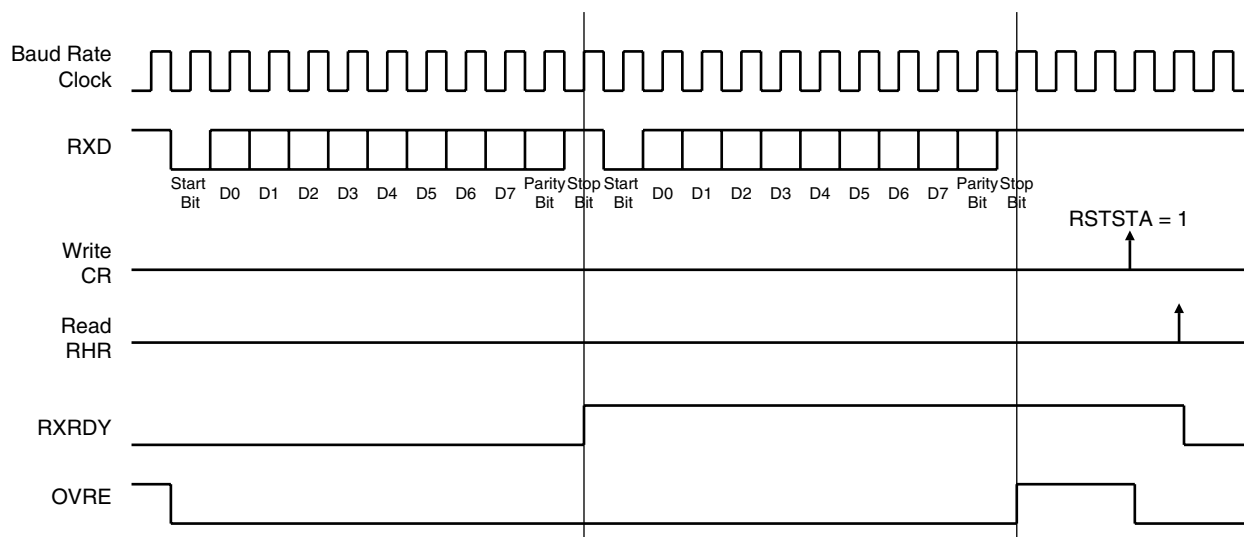 Baud Rate
Clock
RXD
Start
Bit
D0 D1 D2 D3 D4 D5 D6 D7
Parity
Bit
Stop
Bit
Start
Bit
D0 D1 D2 D3 D4 D5 D6 D7
Parity
Bit
Stop
Bit
RSTSTA = 1
Write
CR
Read
RHR
RXRDY
OVRE